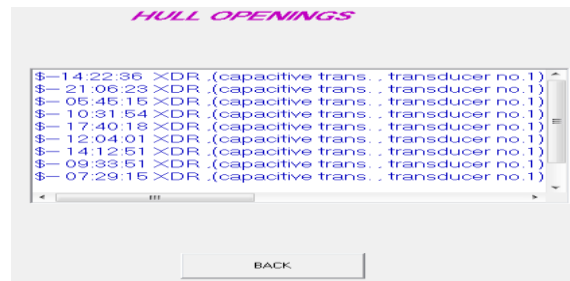 HULL OPENINGS
$-14:22:36 XDR ,(capacitive trans. , transducer no.1)
$- 21:06:23 XDR ,(capacitive trans. , transducer no.1)
$- 05:45:15 XDR ,(capacitive trans. , transducer no.1)
$- 10:31:54 XDR ,(capacitive trans. , transducer no.1)
$- 17:40:18 XDR ,(capacitive trans. , transducer no.1)
$- 12:04:01 XDR ,(capacitive trans. , transducer no.1)
$- 14:12:51 XDR ,(capacitive trans. , transducer no.1)
$- 09:33:51 XDR ,(capacitive trans. , transducer no.1)
$- 07:29:15 XDR ,(capacitive trans. , transducer no.1)
BACK